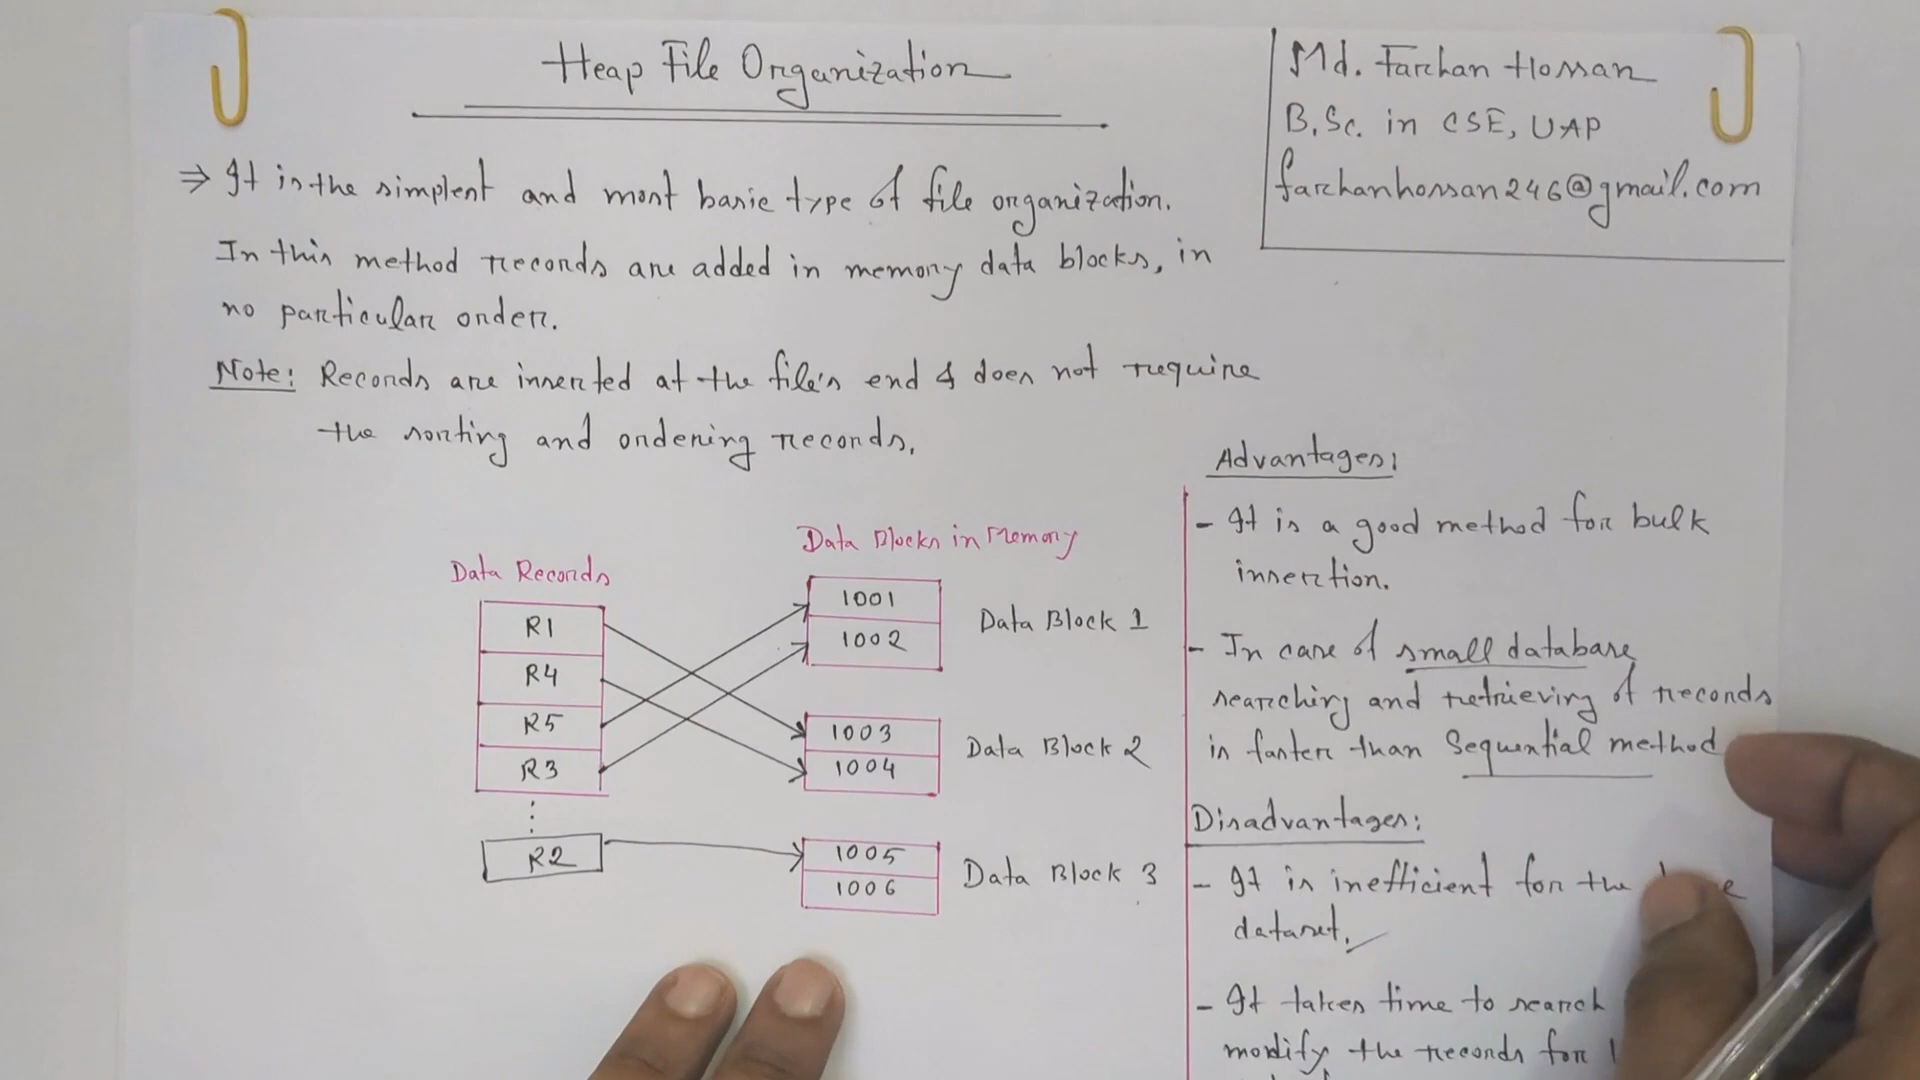 Heap File Organization
Md. Farhan Hossan
B.Sc. in CSE, UAP
farhanhossan246@gmail.com
⇒ It is the simplest and most basic type of file organization.
In this method records are added in memory data blocks, in
no particular order.
Note: Records are inserted at the file's end & does not require
the sorting and ordering records.
Data Records
R1
R4
R5
R3
R2
Data Blocks in Memory
1001
1002
Data Block 1
1003
1004
Data Block 2
1005
1006
Data Block 3
Advantages:
- It is a good method for bulk
insertion.
- In case of small database
searching and retrieving of records
is faster than Sequential method
Disadvantages:
- It is inefficient for the
dataset.
- It takes time to search
modify the records for